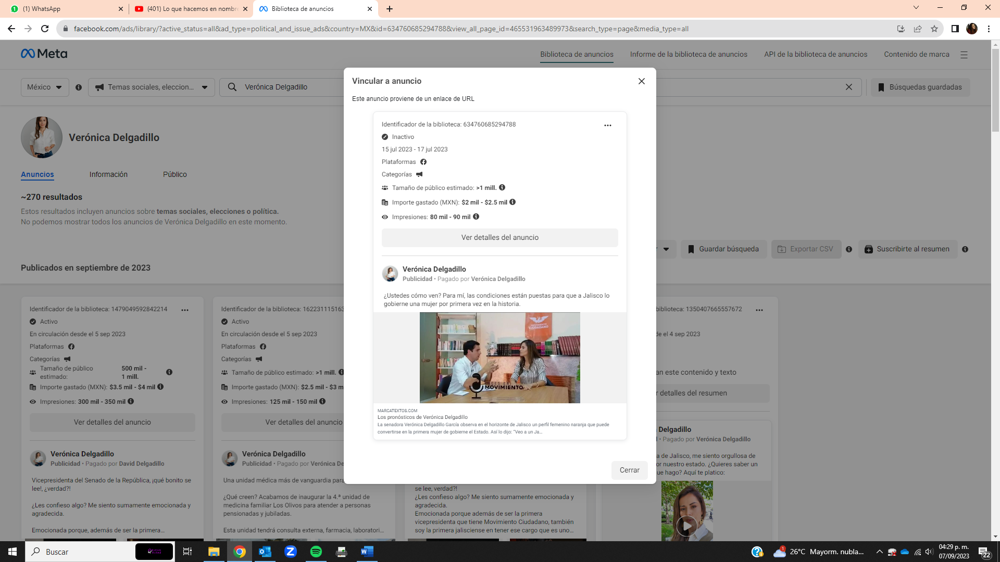 (1) WhatsApp
(401) Lo que hacemos en nombre
Biblioteca de anuncios
facebook.com/ads/library/?active_status=all&ad_type=political_and_issue_ads&country=MX&id=634760685294788&view_all_page_id=465531963489973&search_type=page&media_type=all
Meta
Biblioteca de anuncios
Informe de la biblioteca de anuncios
API de la biblioteca de anuncios
Contenido de marca
México
Temas sociales, eleccion...
Verónica Delgadillo
Búsquedas guardadas
Verónica Delgadillo
Anuncios
Información
Público
~270 resultados
Estos resultados incluyen anuncios sobre temas sociales, elecciones o política.
No podemos mostrar todos los anuncios de Verónica Delgadillo en este momento.
Guardar búsqueda
Exportar CSV
Suscribirte al resumen
Publicados en septiembre de 2023
Vincular a anuncio
Este anuncio proviene de un enlace de URL
Identificador de la biblioteca: 634760685294788
Inactivo
15 jul 2023 - 17 jul 2023
Plataformas
Categorías
Tamaño de público estimado: >1 mill.
Importe gastado (MXN): $2 mil - $2.5 mil
Impresiones: 80 mil - 90 mil
Ver detalles del anuncio
Verónica Delgadillo
Publicidad • Pagado por Verónica Delgadillo
¿Ustedes cómo ven? Para mí, las condiciones están puestas para que a Jalisco lo
gobierne una mujer por primera vez en la historia.
MOVIMIENTO
CIUDADANO
MOVIMIENTO
MARCATEXTOS.COM
Los pronósticos de Verónica Delgadillo
La senadora Verónica Delgadillo García observa en el horizonte de Jalisco un perfil femenino naranja que puede
convertirse en la primera mujer de gobierne el Estado. Así lo dijo: “Veo a un Ja...
Cerrar
Identificador de la biblioteca: 1479049592842214
Activo
En circulación desde el 5 sep 2023
Plataformas
Categorías
Tamaño de público
estimado:
500 mil -
1 mill.
Importe gastado (MXN): $3.5 mil - $4 mil
Impresiones: 300 mil - 350 mil
Ver detalles del anuncio
Verónica Delgadillo
Publicidad • Pagado por David Delgadillo
Vicepresidenta del Senado de la República, ¡qué bonito se
lee!, ¿verdad?!
¿Les confieso algo? Me siento sumamente emocionada y
agradecida.
Emocionada porque, además de ser la primera...
Identificador de la biblioteca: 162231115163
Activo
En circulación desde el 5 sep 2023
Plataformas
Categorías
Tamaño de público estimado: >1 mill.
Importe gastado (MXN): $2.5 mil - $3 m
Impresiones: 125 mil - 150 mil
Ver detalles del anuncio
Verónica Delgadillo
Publicidad • Pagado por Verónica De
Una unidad médica más de vanguardia para
¿Qué creen? Acabamos de inaugurar la 4.ª unidad de
medicina familiar Los Olivos para atender a personas
pensionadas y jubiladas.
Esta unidad tendrá consulta externa, farmacia, laboratori...
se lee, verdad?!
¿Les confieso algo? Me siento sumamente emocionada y
agradecida.
Emocionada porque además de ser la primera
vicepresidenta que tiene Movimiento Ciudadano, también
soy la primera jalisciense en tener ese cargo que es uno...
biblioteca: 1350407665557672
de el 4 sep 2023
an este contenido y texto
r detalles del resumen
Delgadillo
• Pagado por Verónica Delgadillo
a de Jalisco, me siento orgullosa de
or nuestro estado. ¿Quieres saber un
ue hago? Aquí te platico:
Buscar
26°C Mayorm. nubla...
04:29 p. m.
07/09/2023
22